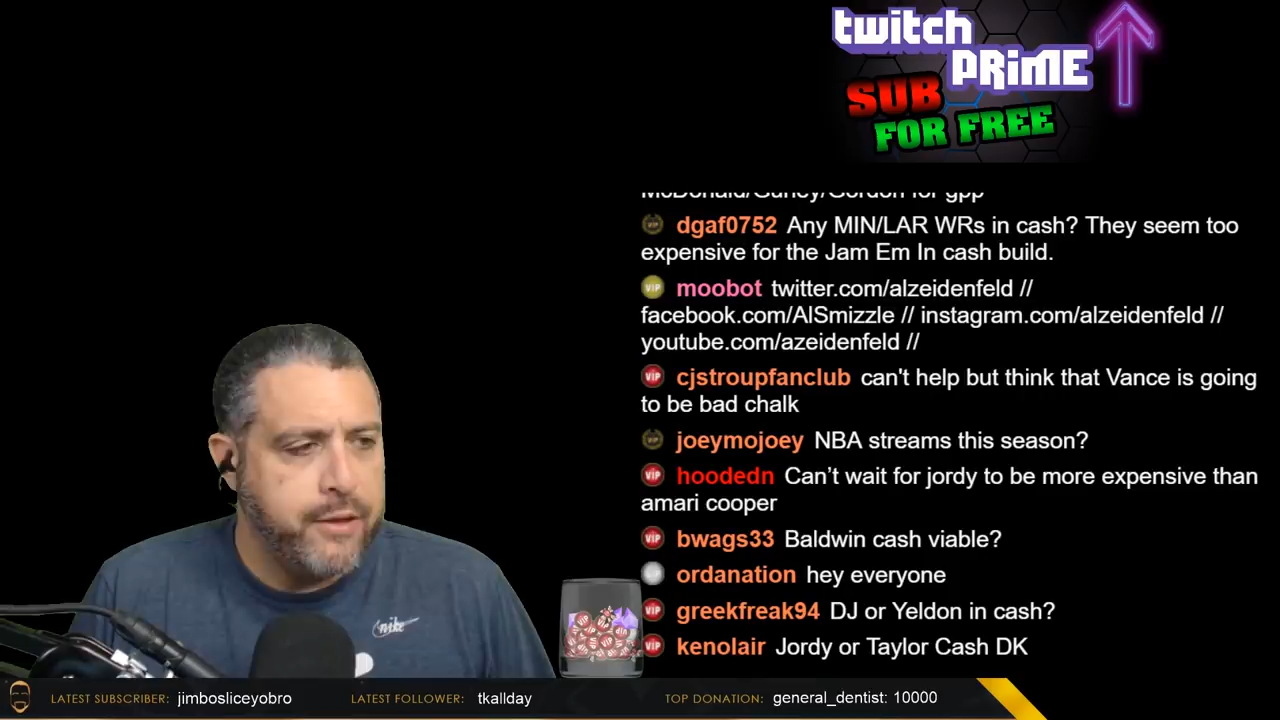 twitch
PRIME
SUB
FOR FREE
McDonald/Gurley/Gordon for gpp
dgaf0752 Any MIN/LAR WRs in cash? They seem too
expensive for the Jam Em In cash build.
moobot twitter.com/alzeidenfeld //
facebook.com/AlSmizzle // instagram.com/alzeidenfeld //
youtube.com/azeidenfeld //
cjstroupfanclub can't help but think that Vance is going
to be bad chalk
joeymojoey NBA streams this season?
hoodedn Can’t wait for jordy to be more expensive than
amari cooper
bwags33 Baldwin cash viable?
ordanation hey everyone
greekfreak94 DJ or Yeldon in cash?
kenolair Jordy or Taylor Cash DK
NIKE
LATEST SUBSCRIBER: jimbosliceyobro LATEST FOLLOWER: tkallday TOP DONATION: general_dentist: 10000